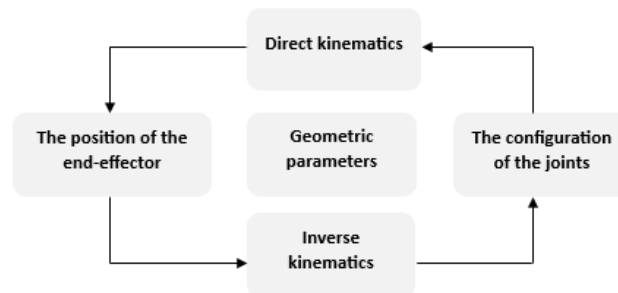 Direct kinematics
The position of the
end-effector
Geometric
parameters
The configuration
of the joints
Inverse
kinematics